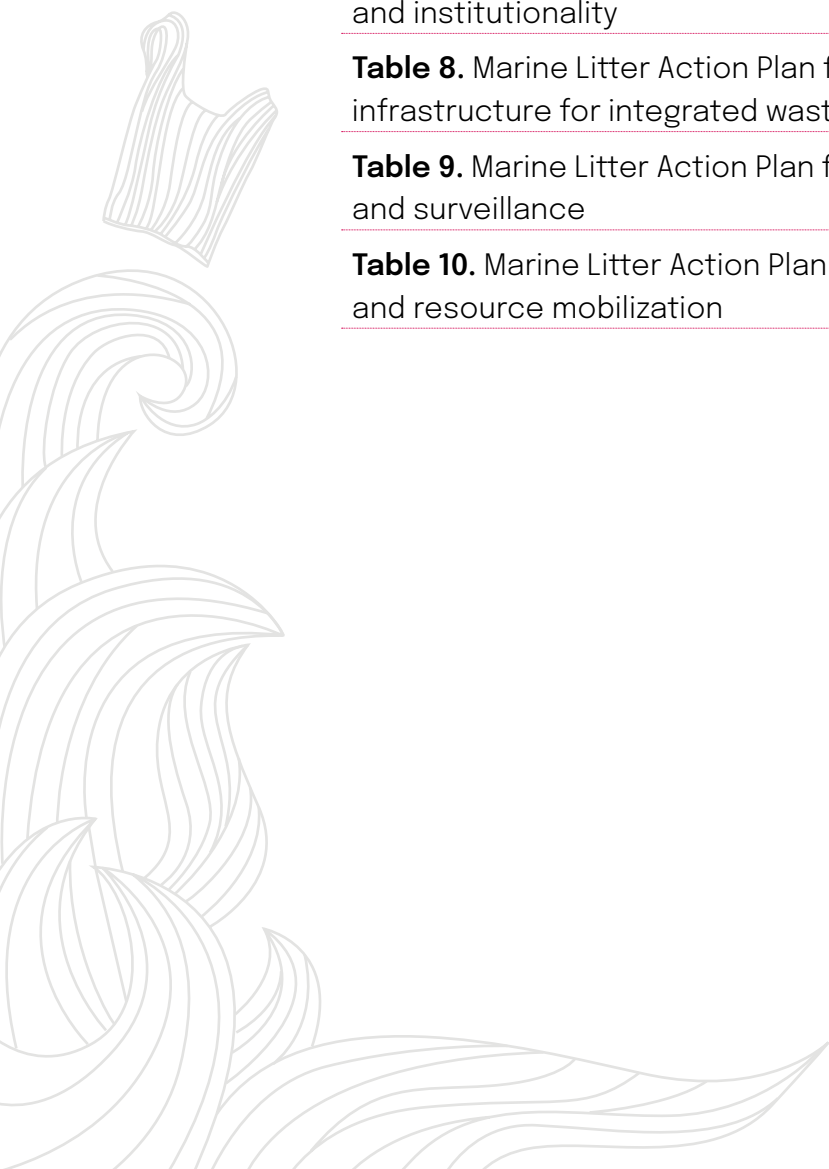 and institutionality
Table 8. Marine Litter Action Plan
infrastructure for integrated
Table 9. Marine Litter Action Plan
and surveillance
Table 10. Marine Litter Action Plan
and resource mobilization